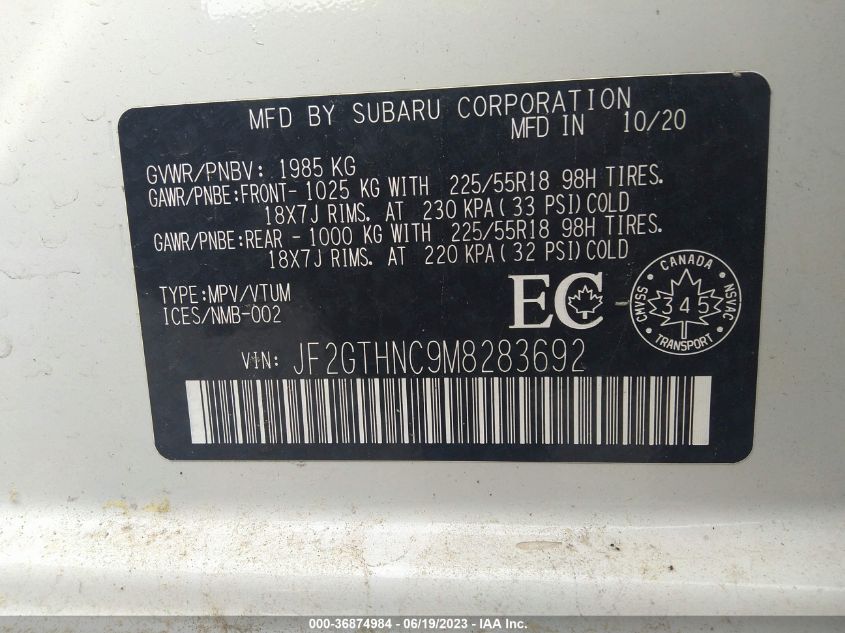 MFD BY SUBARU CORPORATION
MFD IN 10/20
GVWR/PNBV: 1985 KG
GAWR/PNBE:FRONT- 1025 KG WITH 225/55R18 98H TIRES.
18X7J RIMS. AT 230 KPA(33 PSI)COLD
GAWR/PNBE:REAR - 1000 KG WITH 225/55R18 98H TIRES.
18X7J RIMS. AT 220 KPA(32 PSI)COLD
TYPE:MPV/VTUM
ICES/NMB-002
EC -
CANADA
CMVSS 345 NSVAC
TRANSPORT
VIN: JF2GTHNC9M8283692
000-36874984 - 06/19/2023 - IAA Inc.